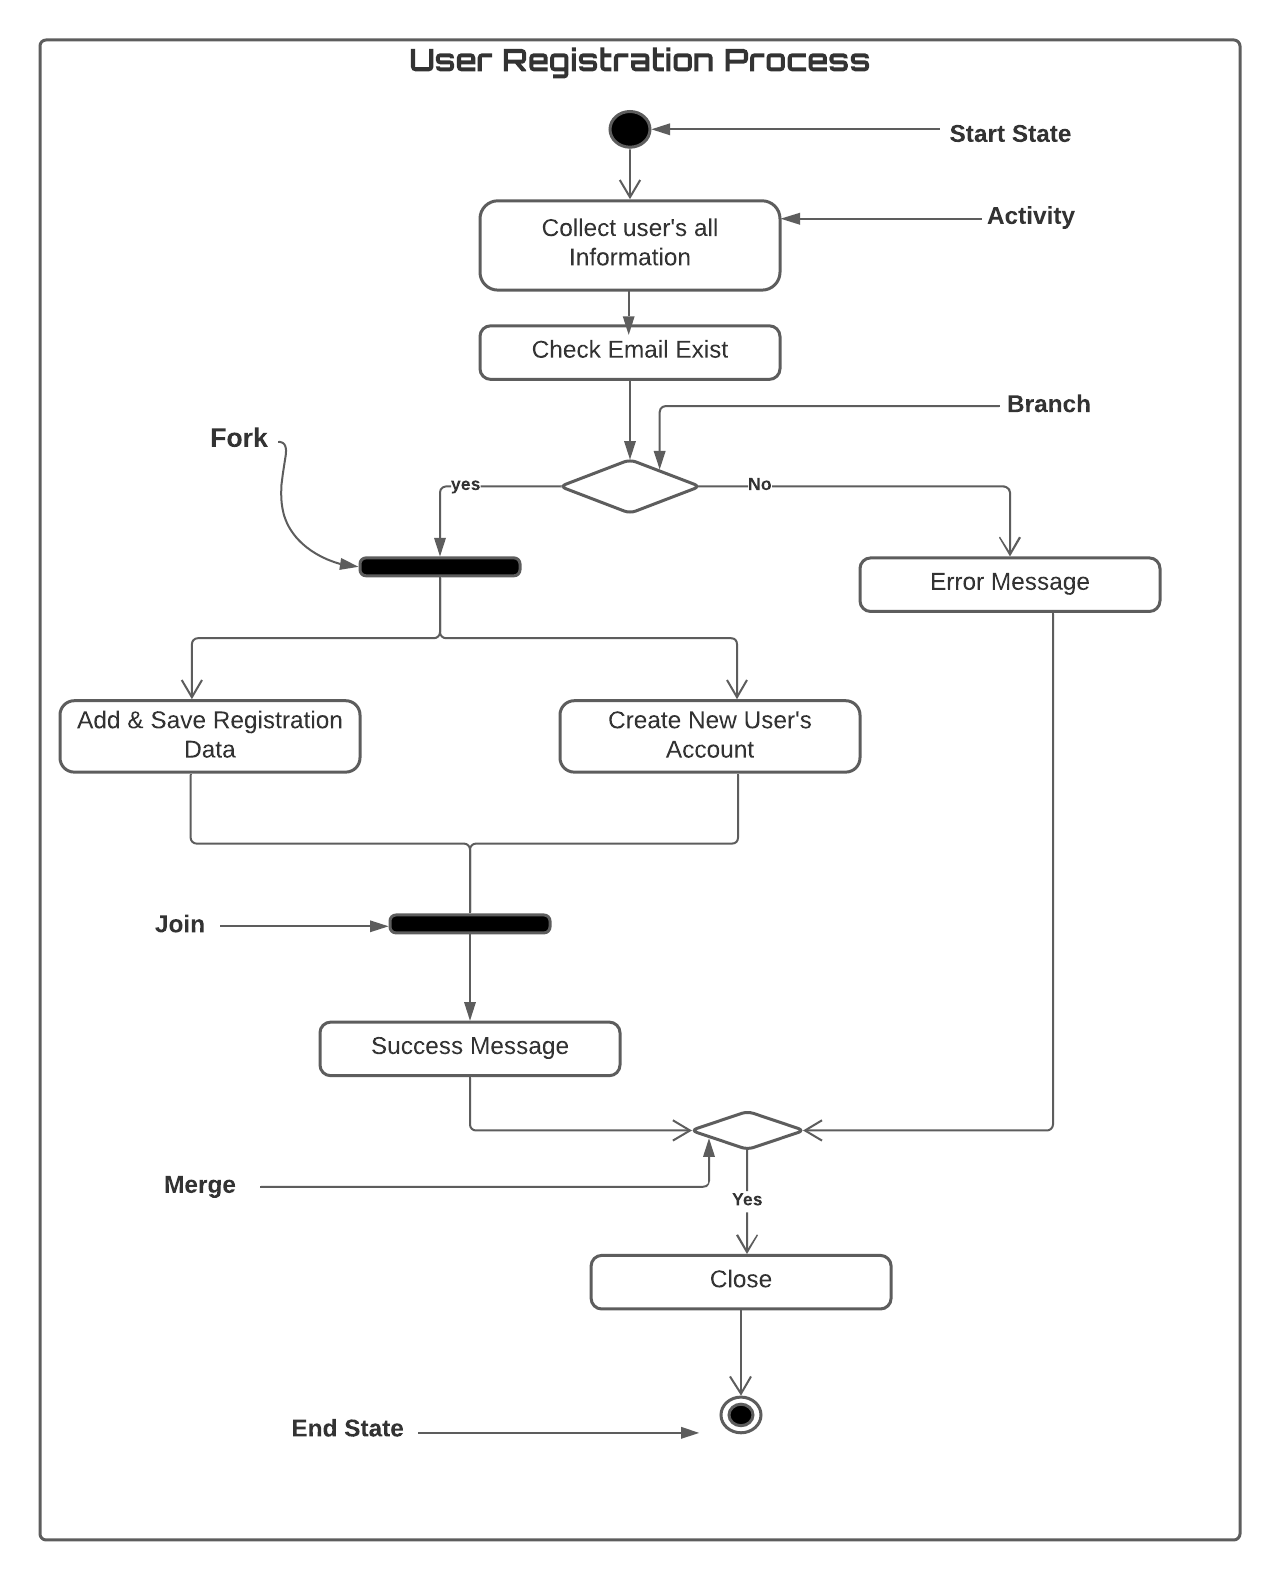 User Registration Process
Start State
Activity
Collect user's all
Information
Check Email Exist
Branch
Fork
yes
No
Error Message
Add & Save Registration
Data
Create New User's
Account
Join
Success Message
Merge
Yes
Close
End State